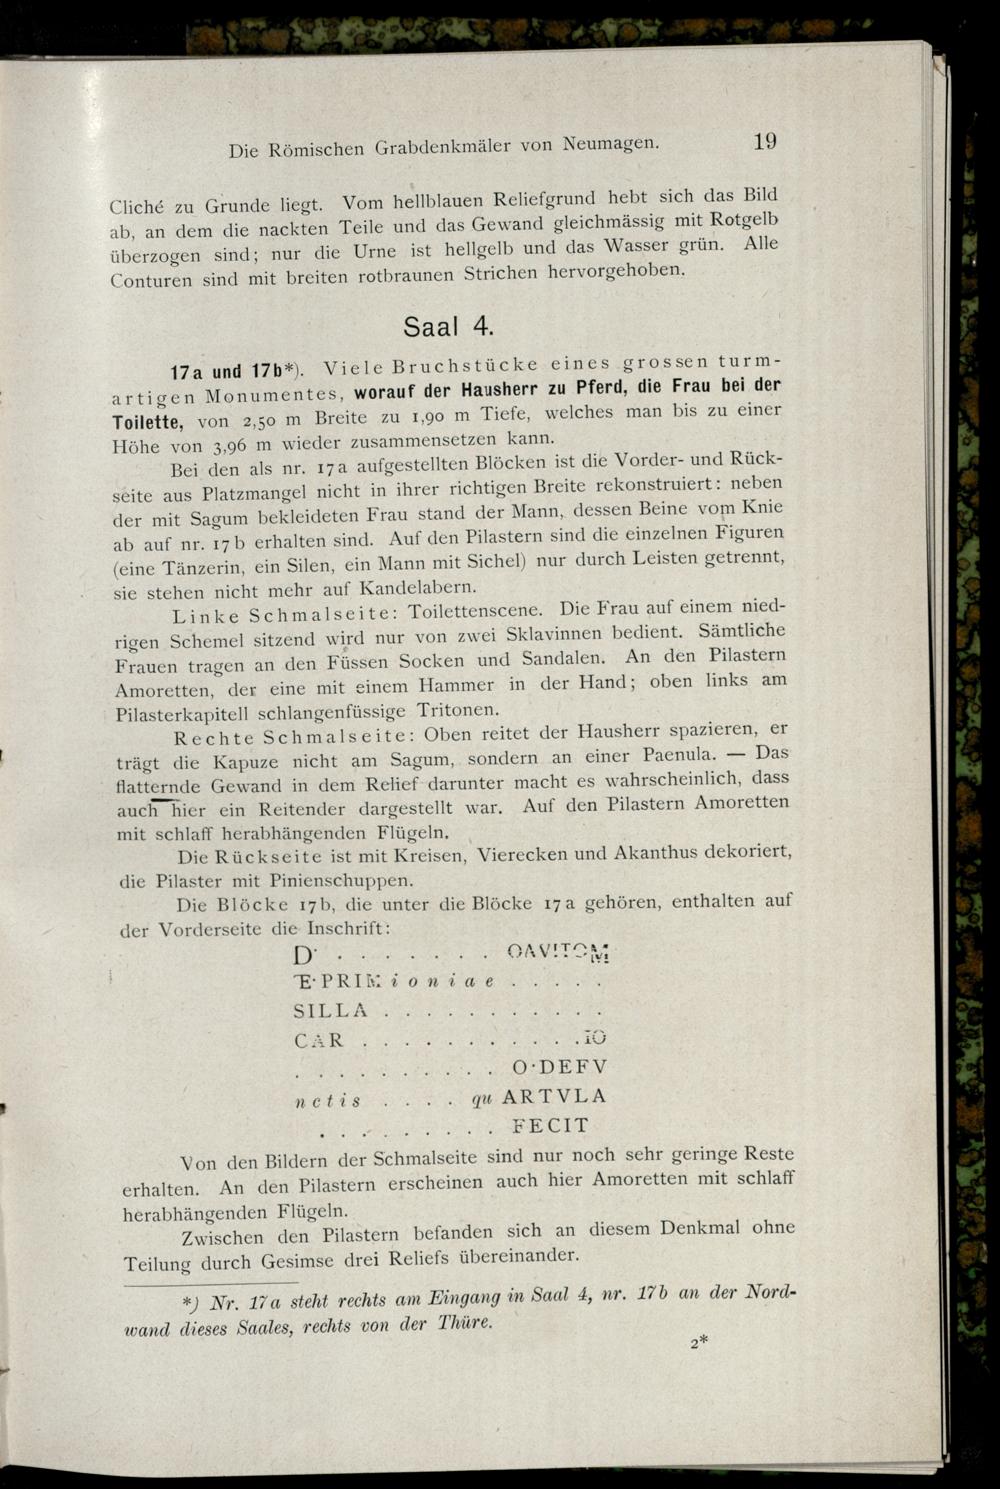 Die Römischen Grabdenkmäler von Neumagen. 19
Cliché zu Grunde liegt. Vom hellblauen Reliefgrund hebt sich das Bild
ab, an dem die nackten Teile und das Gewand gleichmässig mit Rotgelb
überzogen sind; nur die Urne ist hellgelb und das Wasser grün. Alle
Conturen sind mit breiten rotbraunen Strichen hervorgehoben.
Saal 4.
17a und 17b*). Viele Bruchstücke eines grossen turm-
artigen Monumentes, worauf der Hausherr zu Pferd, die Frau bei der
Toilette, von 2,50 m Breite zu 1,90 m Tiefe, welches man bis zu einer
Höhe von 3,96 m wieder zusammensetzen kann.
Bei den als nr. 17a aufgestellten Blöcken ist die Vorder- und Rück-
seite aus Platzmangel nicht in ihrer richtigen Breite rekonstruiert: neben
der mit Sagum bekleideten Frau stand der Mann, dessen Beine vom Knie
ab auf nr. 17b erhalten sind. Auf den Pilastern sind die einzelnen Figuren
(eine Tänzerin, ein Silen, ein Mann mit Sichel) nur durch Leisten getrennt,
sie stehen nicht mehr auf Kandelabern.
Linke Schmalseite: Toilettenscene. Die Frau auf einem nied-
rigen Schemel sitzend wird nur von zwei Sklavinnen bedient. Sämtliche
Frauen tragen an den Füssen Socken und Sandalen. An den Pilastern
Amoretten, der eine mit einem Hammer in der Hand; oben links am
Pilasterkapitell schlangenfüssige Tritonen.
Rechte Schmalseite: Oben reitet der Hausherr spazieren, er
trägt die Kapuze nicht am Sagum, sondern an einer Paenula. — Das
flatternde Gewand in dem Relief darunter macht es wahrscheinlich, dass
auch hier ein Reitender dargestellt war. Auf den Pilastern Amoretten
mit schlaff herabhängenden Flügeln.
Die Rückseite ist mit Kreisen, Vierecken und Akanthus dekoriert,
die Pilaster mit Pinienschuppen.
Die Blöcke 17b, die unter die Blöcke 17a gehören, enthalten auf
der Vorderseite die Inschrift:
D· . . . . . . . OAVITOM
E·PRIMioniae . . . . .
SILLA . . . . . . . . . . .
CAR . . . . . . . . . . . IO
. . . . . . . . . . O·DEFV
nctis . . . . quARTVLA
. . . . . . . . . FECIT
Von den Bildern der Schmalseite sind nur noch sehr geringe Reste
erhalten. An den Pilastern erscheinen auch hier Amoretten mit schlaff
herabhängenden Flügeln.
Zwischen den Pilastern befanden sich an diesem Denkmal ohne
Teilung durch Gesimse drei Reliefs übereinander.
*) Nr. 17a steht rechts am Eingang in Saal 4, nr. 17b an der Nord-
wand dieses Saales, rechts von der Thüre.
2*